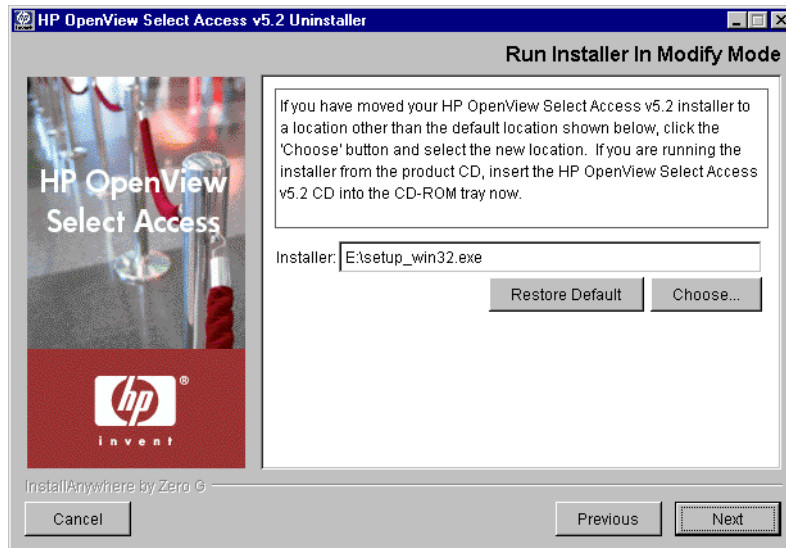 HP OpenView Select Access v5.2 Uninstaller
Run Installer In Modify Mode
HP OpenView
Select Access
hp
®
invent
If you have moved your HP OpenView Select Access v5.2 installer to
a location other than the default location shown below, click the
'Choose' button and select the new location. If you are running the
installer from the product CD, insert the HP OpenView Select Access
v5.2 CD into the CD-ROM tray now.
Installer: E:\setup_win32.exe
Restore Default Choose...
InstallAnywhere by Zero G
Cancel Previous Next